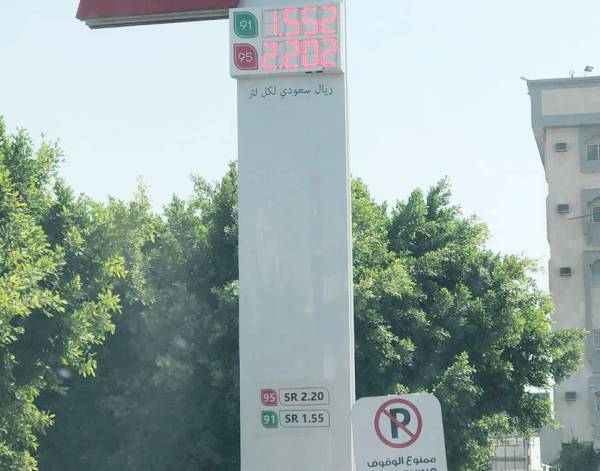 91 1.552
95 2.202
ريال سعودي لكل لتر
95 SR 2.20
91 SR 1.55
P
ممنوع الوقوف